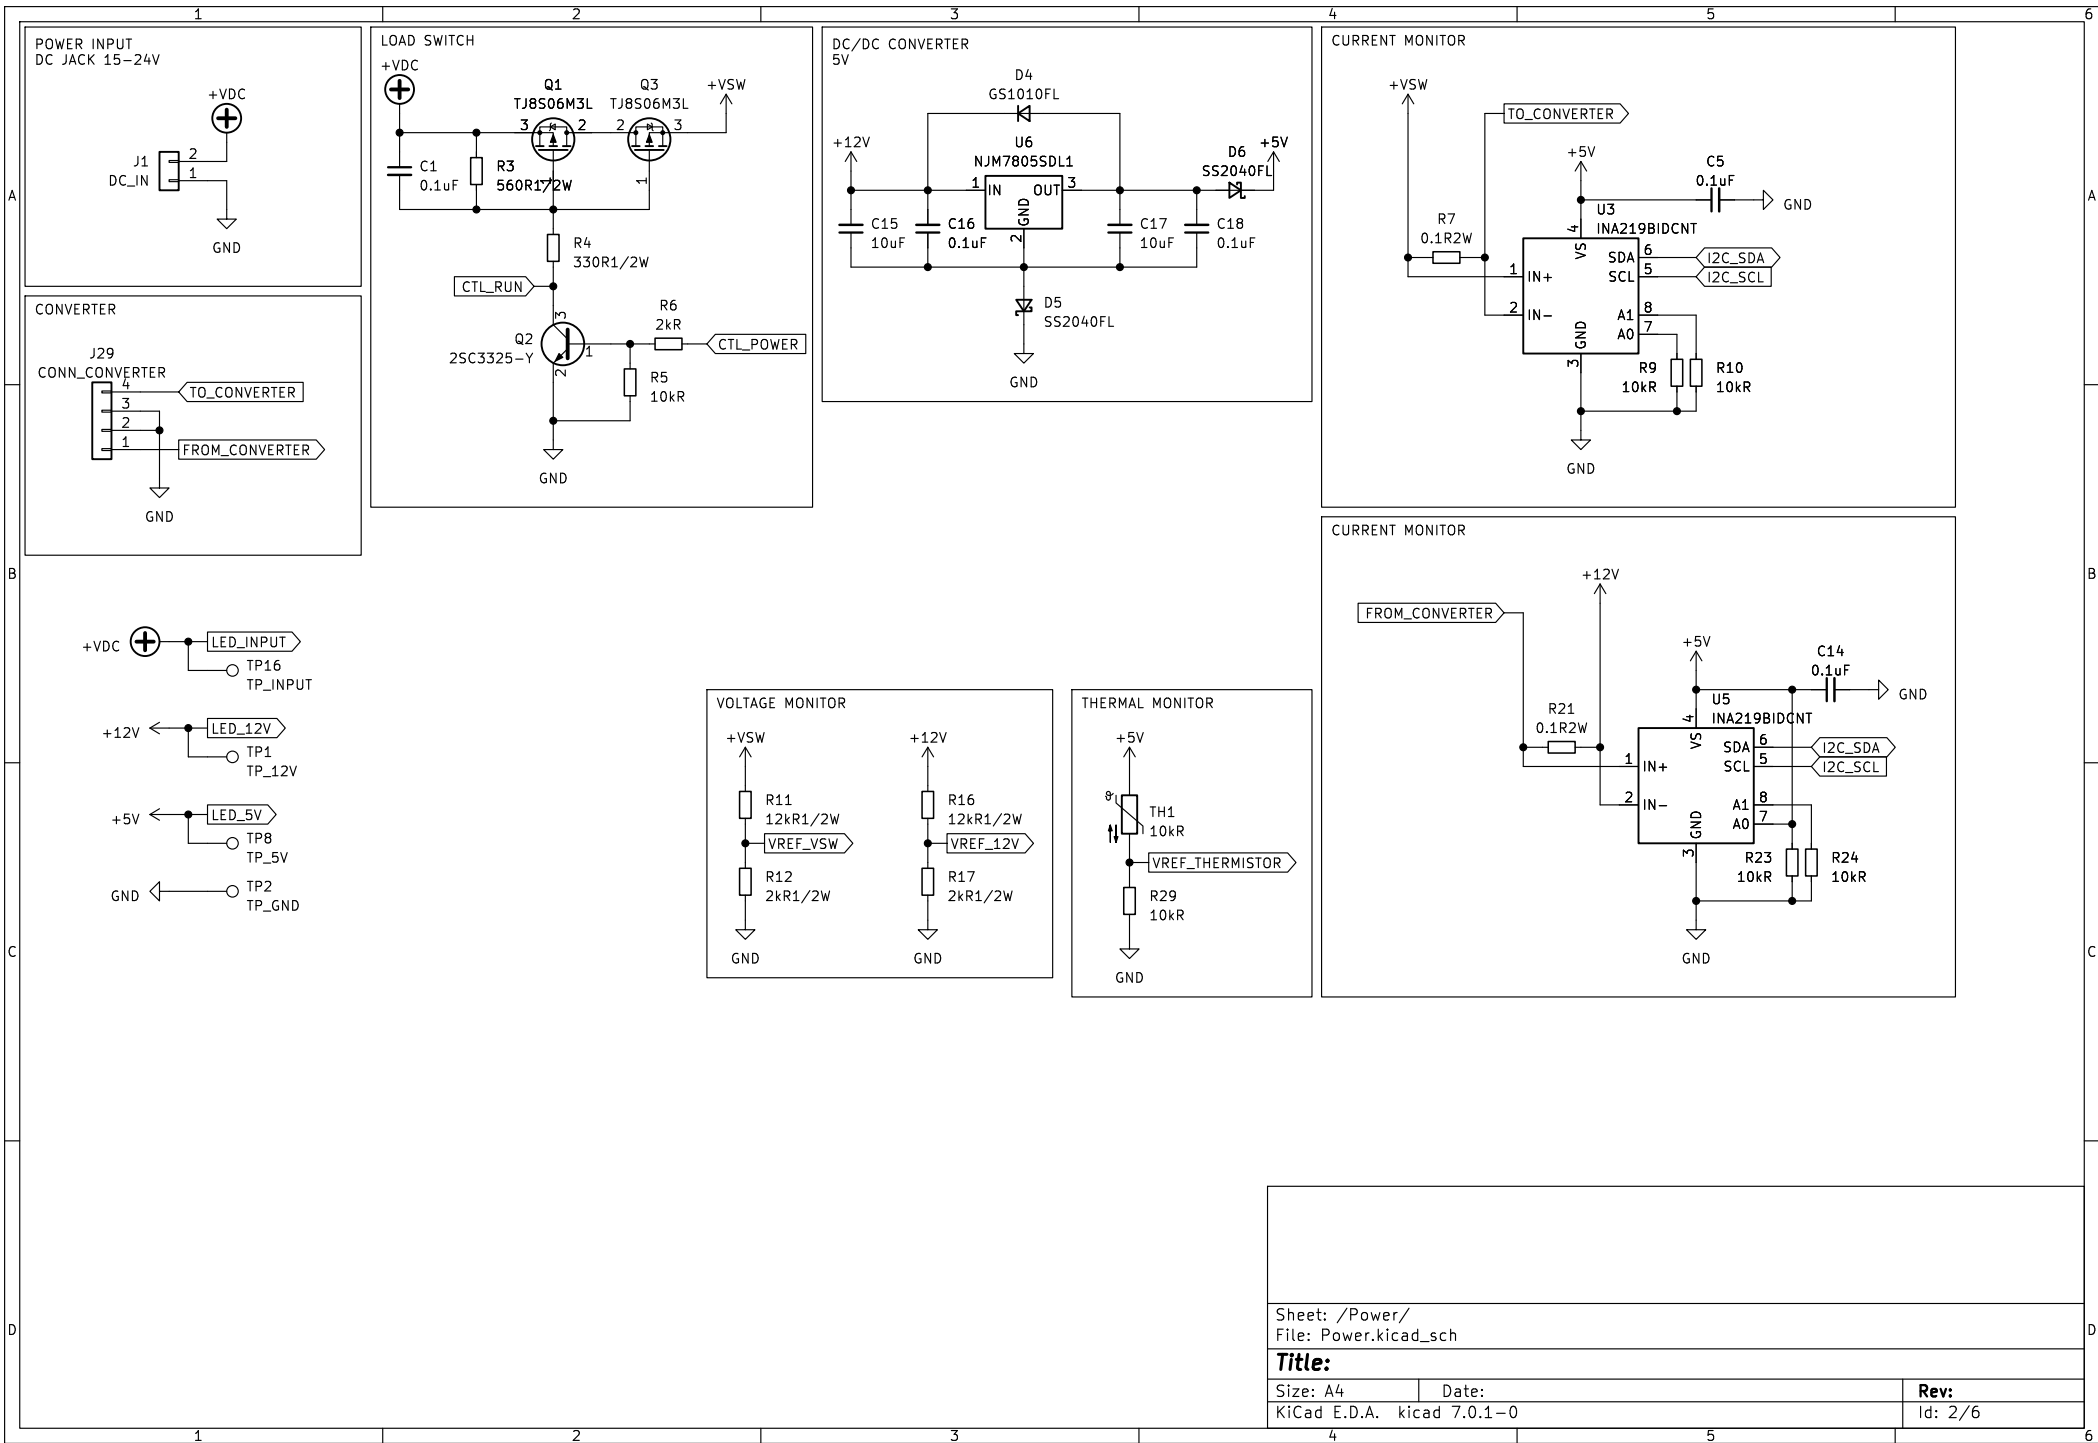 1 2 3 4 5 6
POWER INPUT
DC JACK 15-24V
+VDC
J1
DC_IN
2
1
GND
LOAD SWITCH
+VDC
Q1
TJ8S06M3L
Q3
TJ8S06M3L
+VSW
3 2 2 3
C1
0.1uF
R3
560R1/2W
1 1
R4
330R1/2W
CTL_RUN
R6
2kR
CTL_POWER
Q2
2SC3325-Y
3
1
2
R5
10kR
GND
DC/DC CONVERTER
5V
D4
GS1010FL
+12V
U6
NJM7805SDL1
D6
SS2040FL
+5V
1 IN OUT 3
GND
2
C15
10uF
C16
0.1uF
C17
10uF
C18
0.1uF
D5
SS2040FL
GND
CURRENT MONITOR
+VSW
TO_CONVERTER
+5V
C5
0.1uF
GND
R7
0.1R2W
U3
INA219BIDCNT
4
VS
SDA 6 I2C_SDA
SCL 5 I2C_SCL
1 IN+
2 IN-
A1 8
A0 7
GND
3
R9
10kR
R10
10kR
GND
CONVERTER
J29
CONN_CONVERTER
4 TO_CONVERTER
3
2
1 FROM_CONVERTER
GND
CURRENT MONITOR
+12V
FROM_CONVERTER
+5V
C14
0.1uF
GND
R21
0.1R2W
U5
INA219BIDCNT
4
VS
SDA 6 I2C_SDA
SCL 5 I2C_SCL
1 IN+
2 IN-
A1 8
A0 7
GND
3
R23
10kR
R24
10kR
GND
+VDC LED_INPUT
TP16
TP_INPUT
+12V LED_12V
TP1
TP_12V
+5V LED_5V
TP8
TP_5V
GND TP2
TP_GND
VOLTAGE MONITOR
+VSW
R11
12kR1/2W
VREF_VSW
R12
2kR1/2W
GND
+12V
R16
12kR1/2W
VREF_12V
R17
2kR1/2W
GND
THERMAL MONITOR
+5V
ϑ
TH1
10kR
VREF_THERMISTOR
R29
10kR
GND
A A
B B
C C
D D
Sheet: /Power/
File: Power.kicad_sch
Title:
Size: A4 Date: Rev:
KiCad E.D.A. kicad 7.0.1-0 Id: 2/6
1 2 3 4 5 6